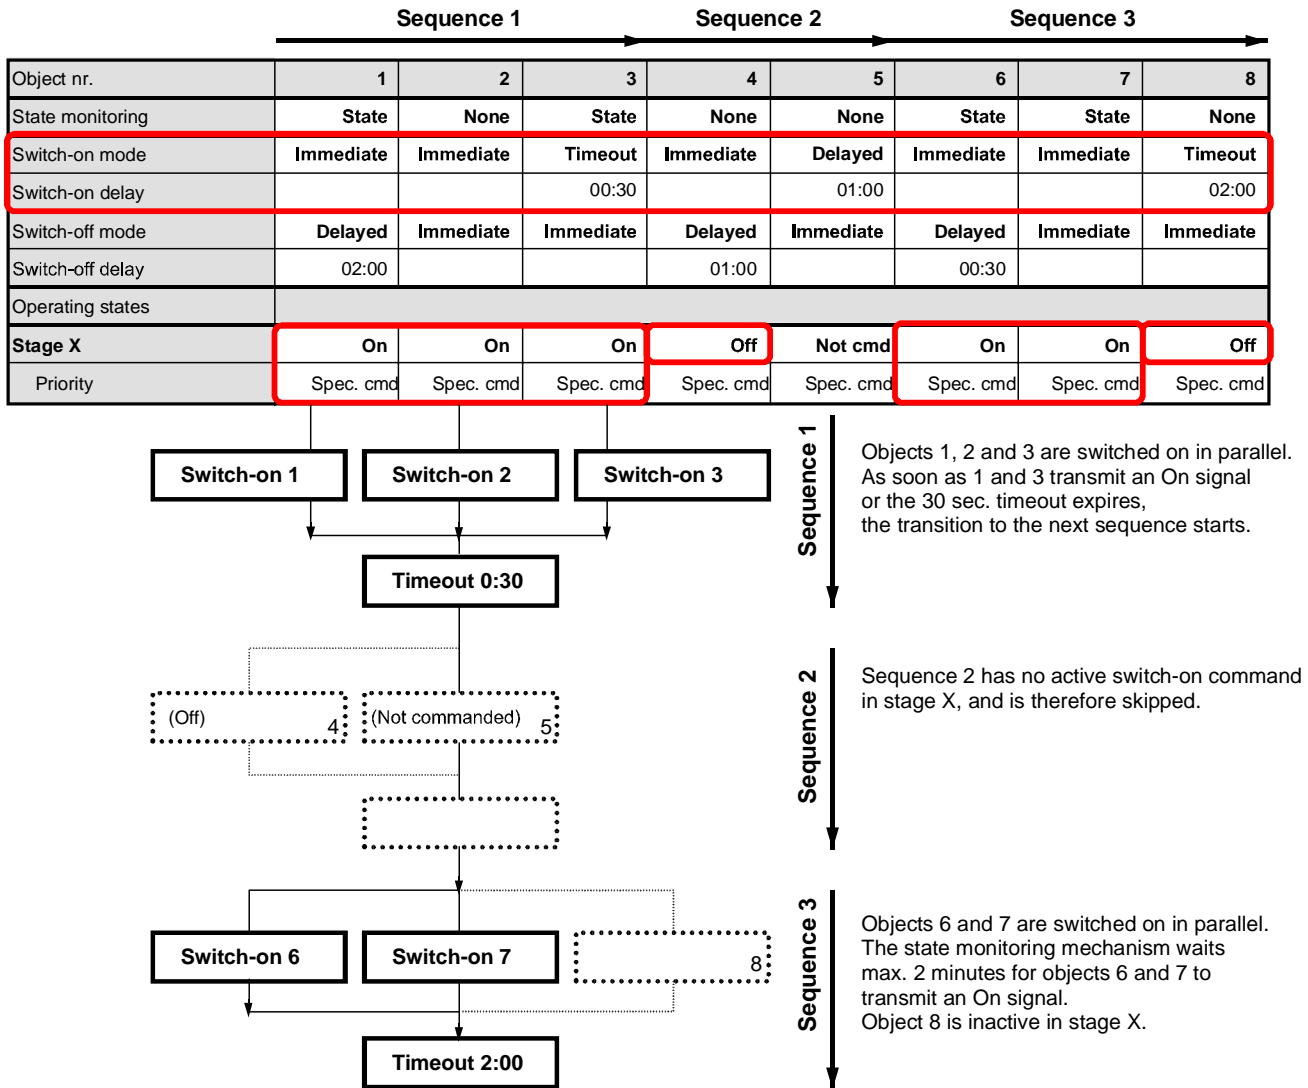 Sequence 1 Sequence 2 Sequence 3
Object nr. 1 2 3 4 5 6 7 8
State monitoring State None State None None State State None
Switch-on mode Immediate Immediate Timeout Immediate Delayed Immediate Immediate Timeout
Switch-on delay 00:30 01:00 02:00
Switch-off mode Delayed Immediate Immediate Delayed Immediate Delayed Immediate Immediate
Switch-off delay 02:00 01:00 00:30
Operating states
Stage X On On On Off Not cmd On On Off
Priority Spec. cmd Spec. cmd Spec. cmd Spec. cmd Spec. cmd Spec. cmd Spec. cmd Spec. cmd
Switch-on 1 Switch-on 2 Switch-on 3
Timeout 0:30
Sequence 1
Objects 1, 2 and 3 are switched on in parallel.
As soon as 1 and 3 transmit an On signal
or the 30 sec. timeout expires,
the transition to the next sequence starts.
(Off) 4 (Not commanded) 5
Sequence 2
Sequence 2 has no active switch-on command
in stage X, and is therefore skipped.
Switch-on 6 Switch-on 7 8
Timeout 2:00
Sequence 3
Objects 6 and 7 are switched on in parallel.
The state monitoring mechanism waits
max. 2 minutes for objects 6 and 7 to
transmit an On signal.
Object 8 is inactive in stage X.